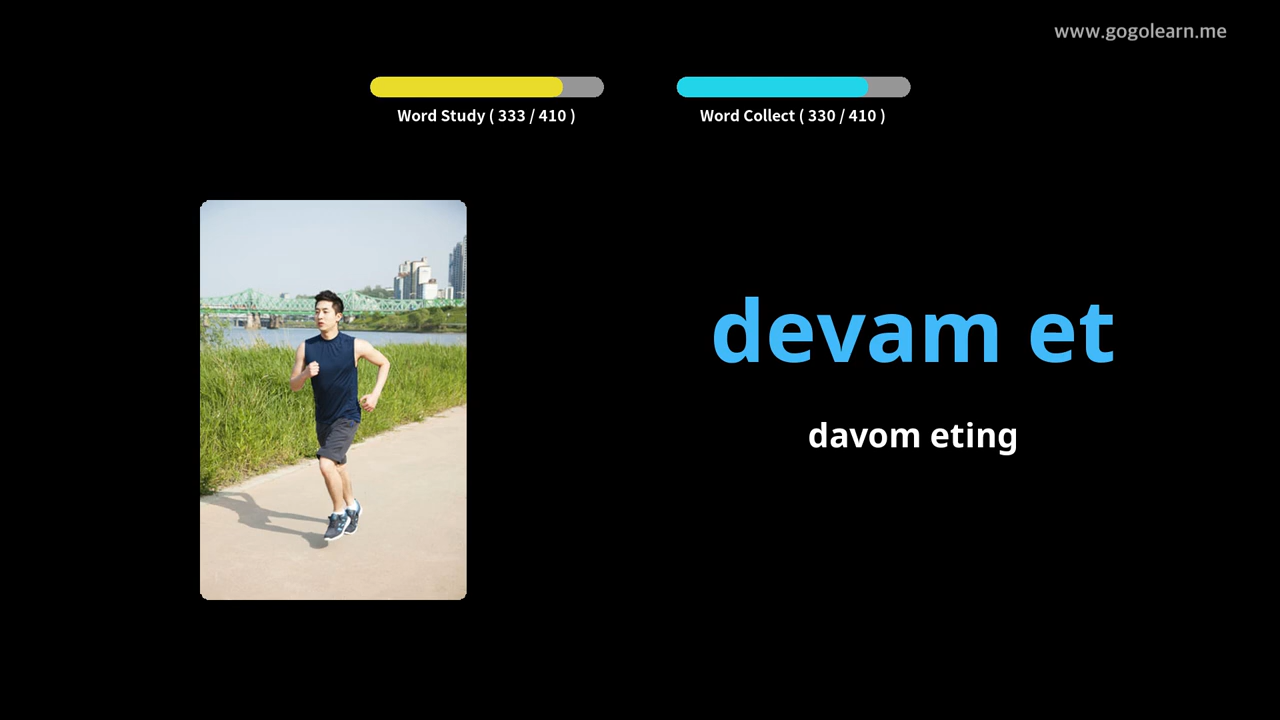 www.gogolearn.me
Word Study ( 333 / 410 )
Word Collect ( 330 / 410 )
devam et
davom eting